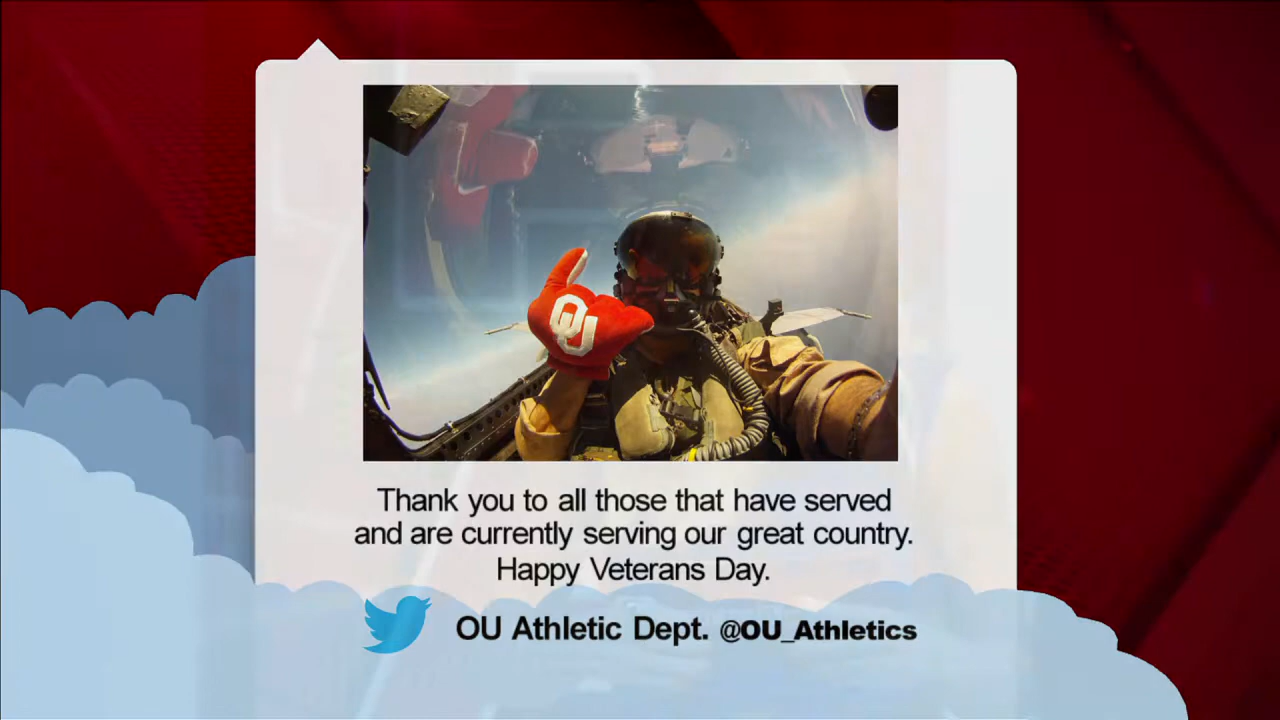 OU
Thank you to all those that have served
and are currently serving our great country.
Happy Veterans Day.
OU Athletic Dept. @OU_Athletics